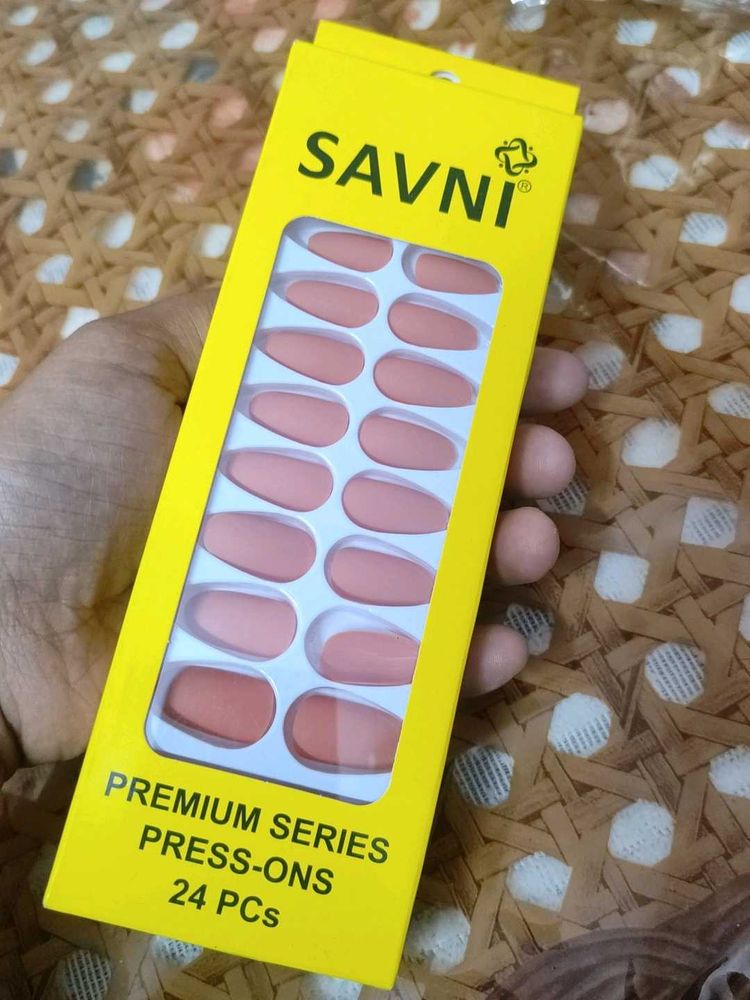 SAVNI®
PREMIUM SERIES
PRESS-ONS
24 PCs